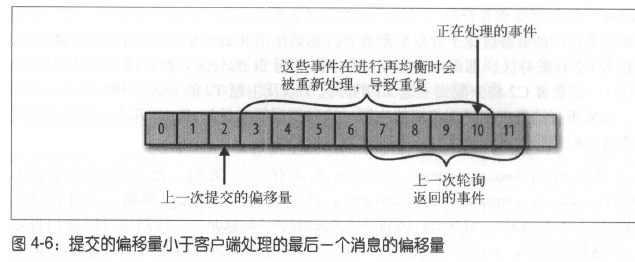 正在处理的事件
这些事件在进行再均衡时会
被重新处理，导致重复
0 1 2 3 4 5 6 7 8 9 10 11
上一次提交的偏移量
上一次轮询
返回的事件
图 4-6：提交的偏移量小于客户端处理的最后一个消息的偏移量